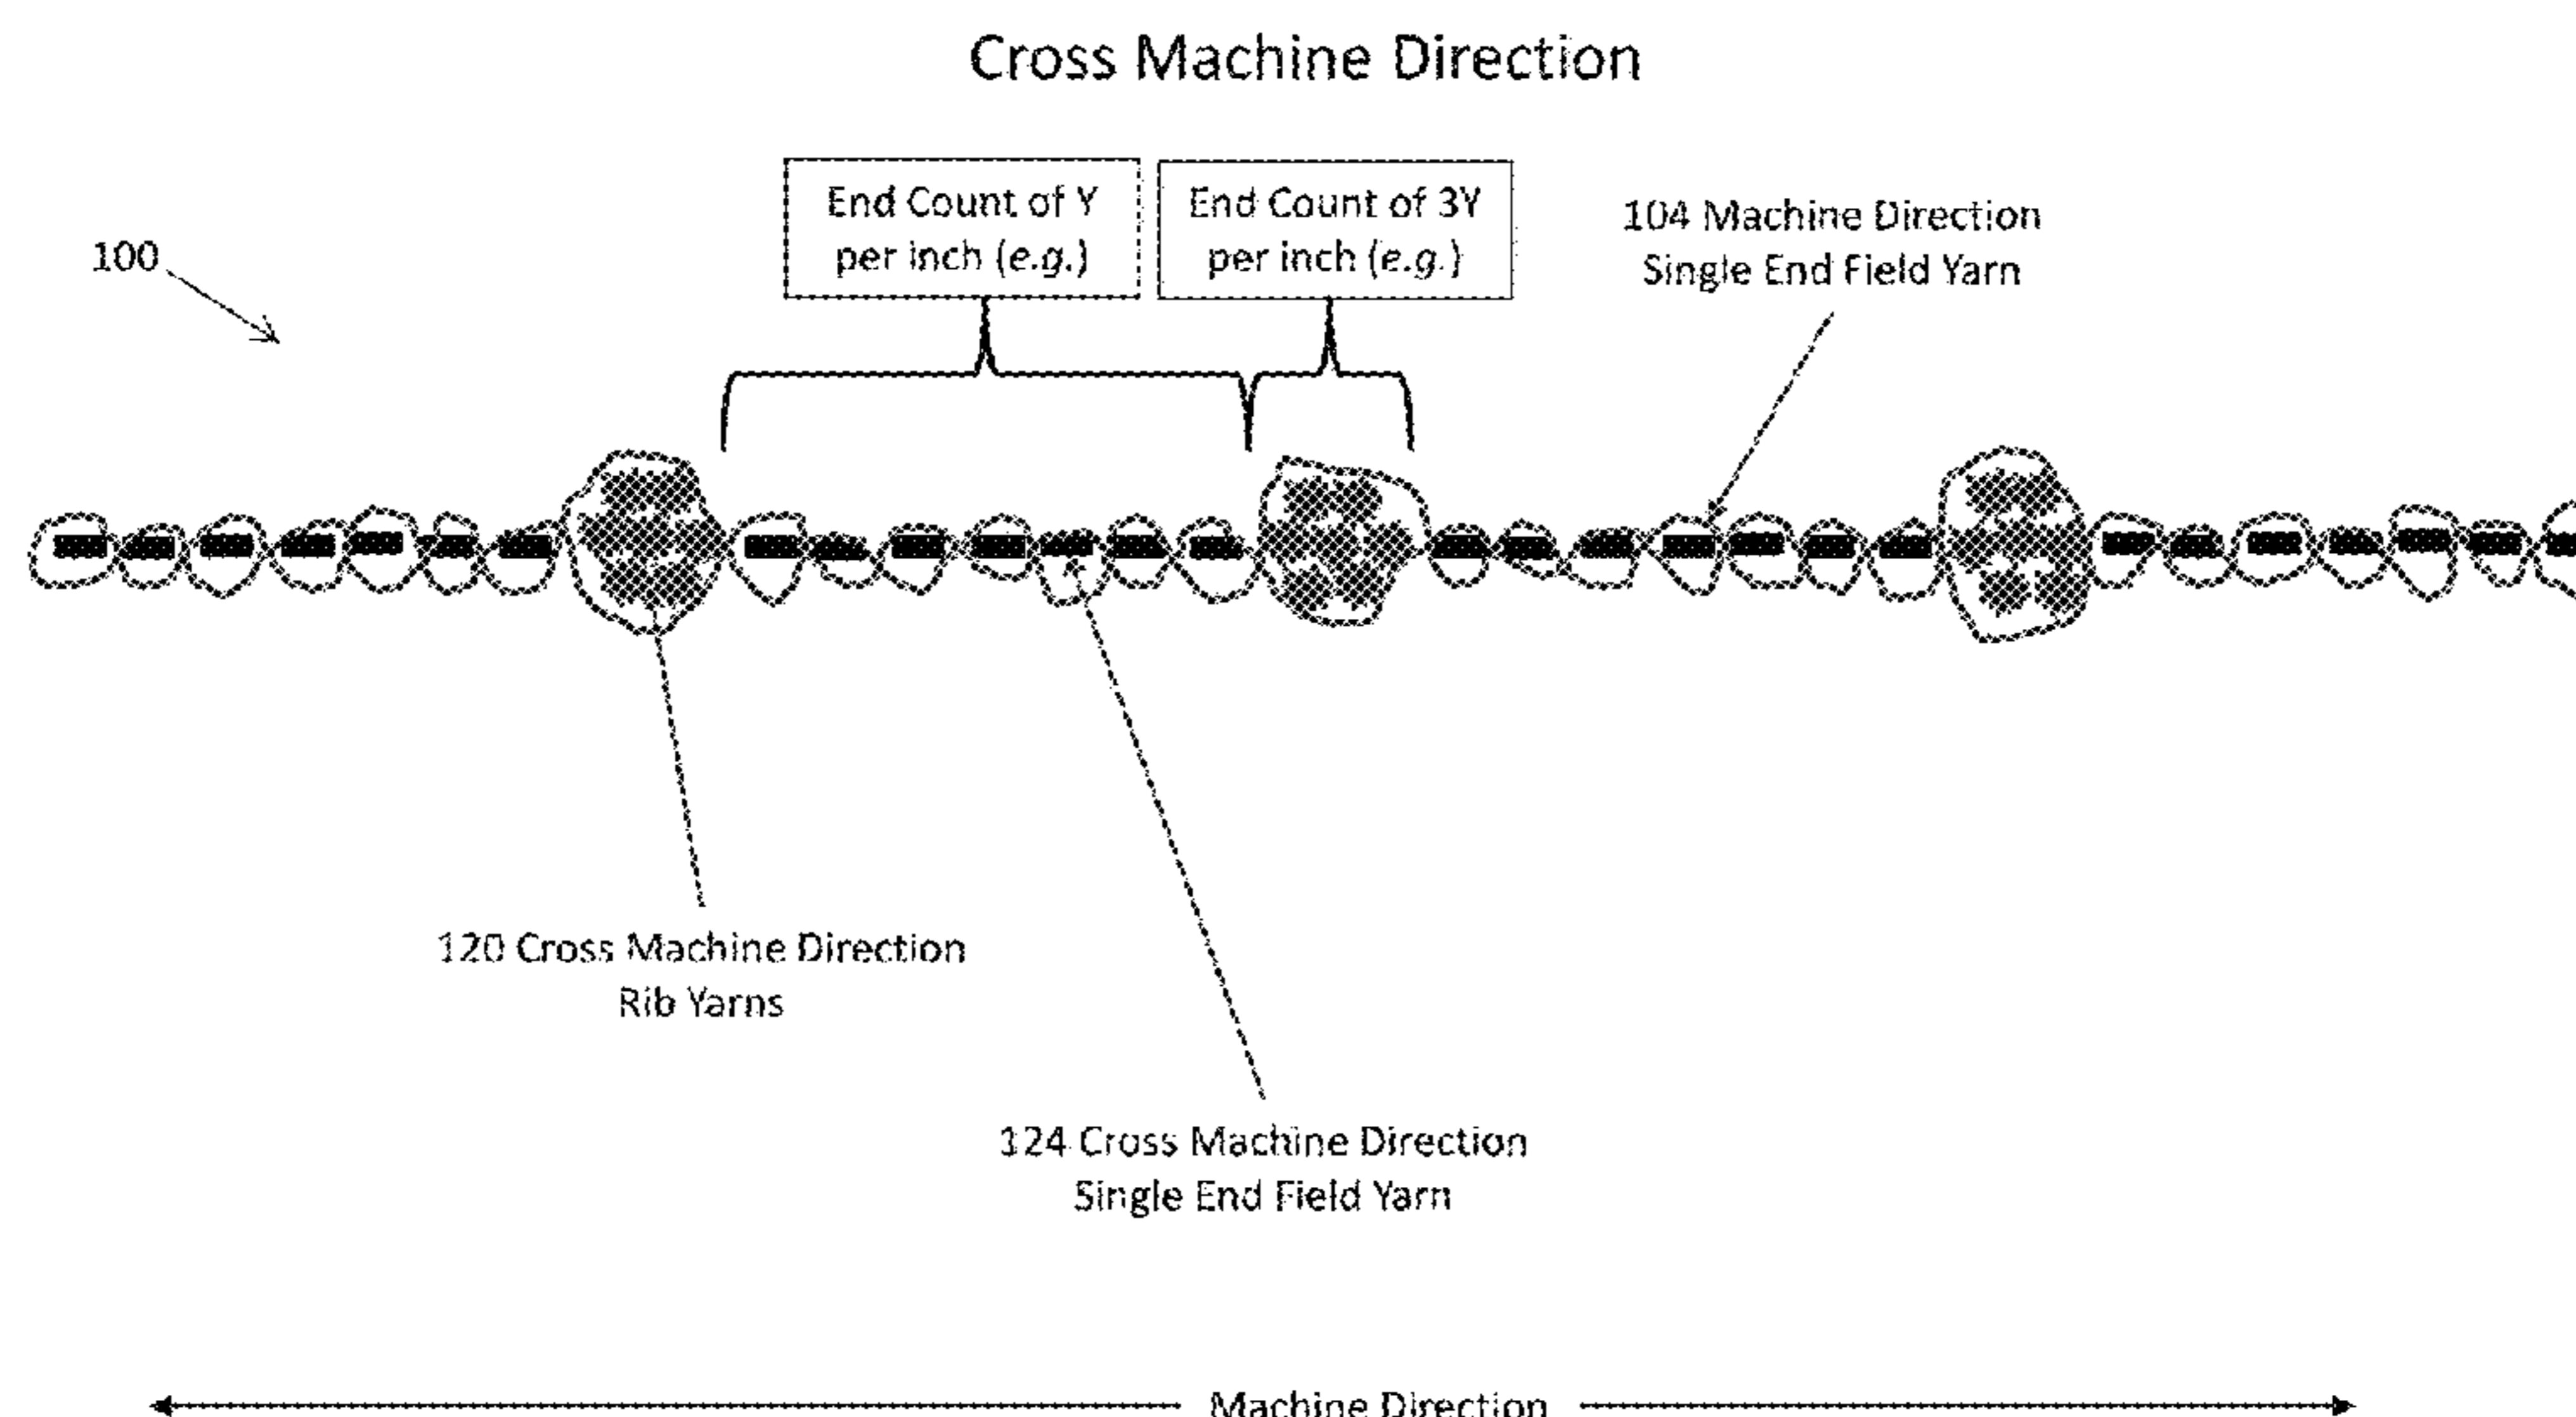 Cross Machine Direction
End Count of Y
per inch (e.g.)
End Count of 3Y
per inch (e.g.)
104 Machine Direction
Single End Field Yarn
100
120 Cross Machine Direction
Rib Yarns
124 Cross Machine Direction
Single End Field Yarn
Machine Direction